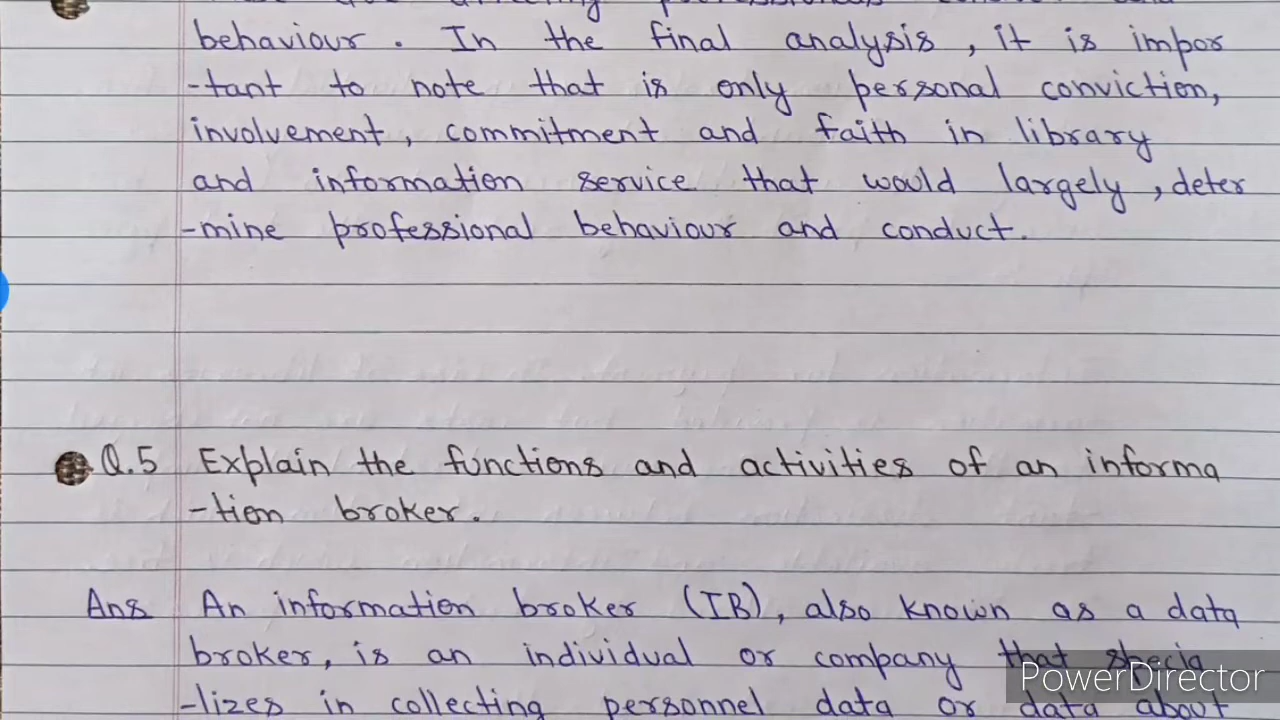 behaviour. In the final analysis, it is impor
-tant to note that is only personal conviction,
involvement, commitment and faith in library
and information service that would largely, deter
-mine professional behaviour and conduct.
Q.5 Explain the functions and activities of an informa
-tion broker.
Ans An information broker (IB), also known as a data
broker, is an individual or company that specia
-lizes in collecting personnel data or data about
PowerDirector